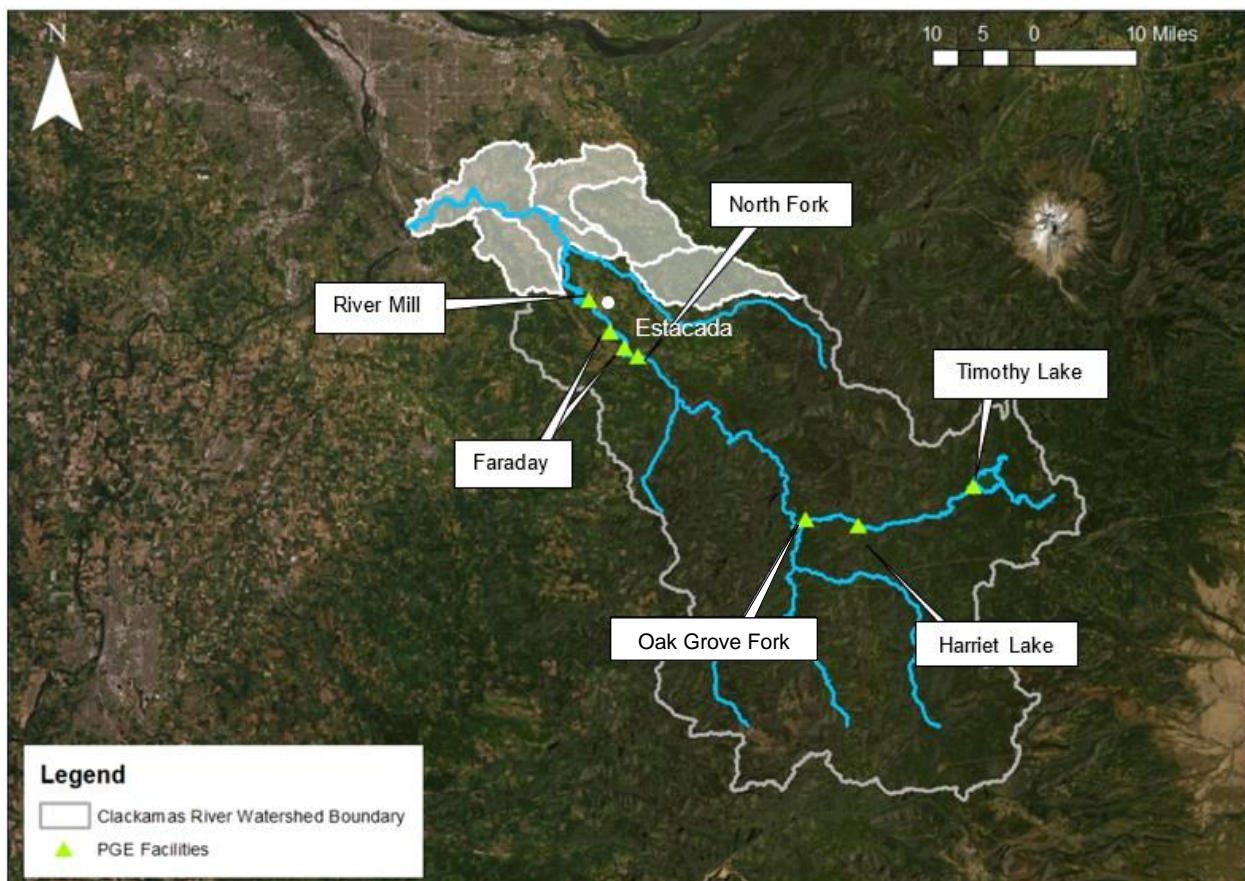 N
10 5 0 10 Miles
North Fork
River Mill
Estacada
Timothy Lake
Faraday
Oak Grove Fork
Harriet Lake
Legend
Clackamas River Watershed Boundary
PGE Facilities